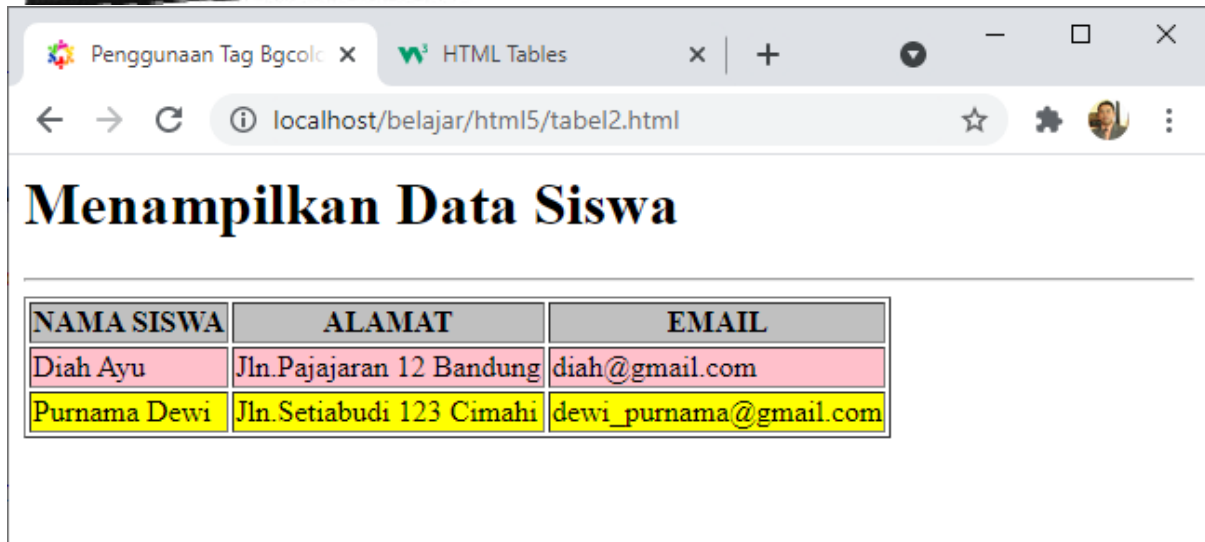 Penggunaan Tag Bgcolo
HTML Tables
localhost/belajar/html5/tabel2.html
Menampilkan Data Siswa
NAMA SISWA ALAMAT EMAIL
Diah Ayu Jln.Pajajaran 12 Bandung diah@gmail.com
Purnama Dewi Jln.Setiabudi 123 Cimahi dewi_purnama@gmail.com